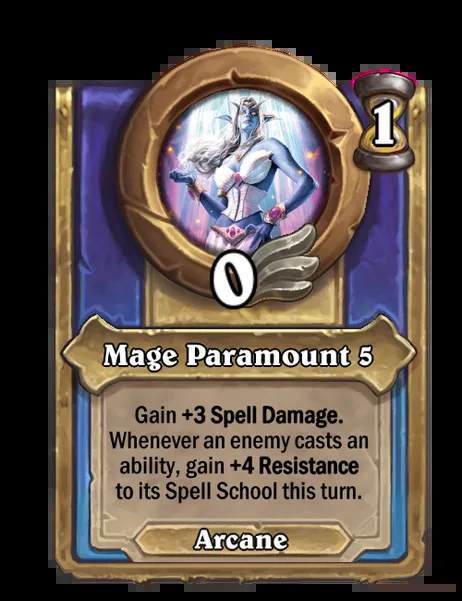 1
0
Mage Paramount 5
Gain +3 Spell Damage.
Whenever an enemy casts an
ability, gain +4 Resistance
to its Spell School this turn.
Arcane